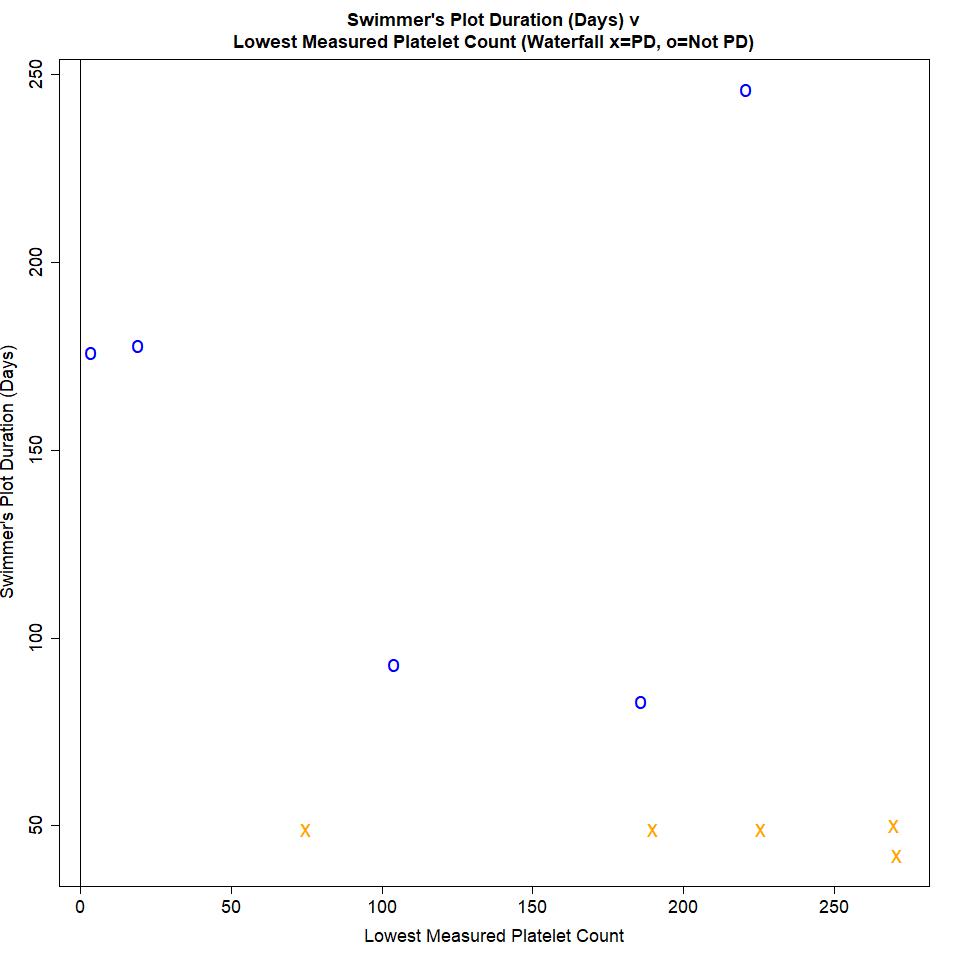 Swimmer's Plot Duration (Days) v
Lowest Measured Platelet Count (Waterfall x=PD, o=Not PD)
Swimmer's Plot Duration (Days)
250
200
150
100
50
o
o
o
o
o
x
x
x
x
x
0 50 100 150 200 250
Lowest Measured Platelet Count